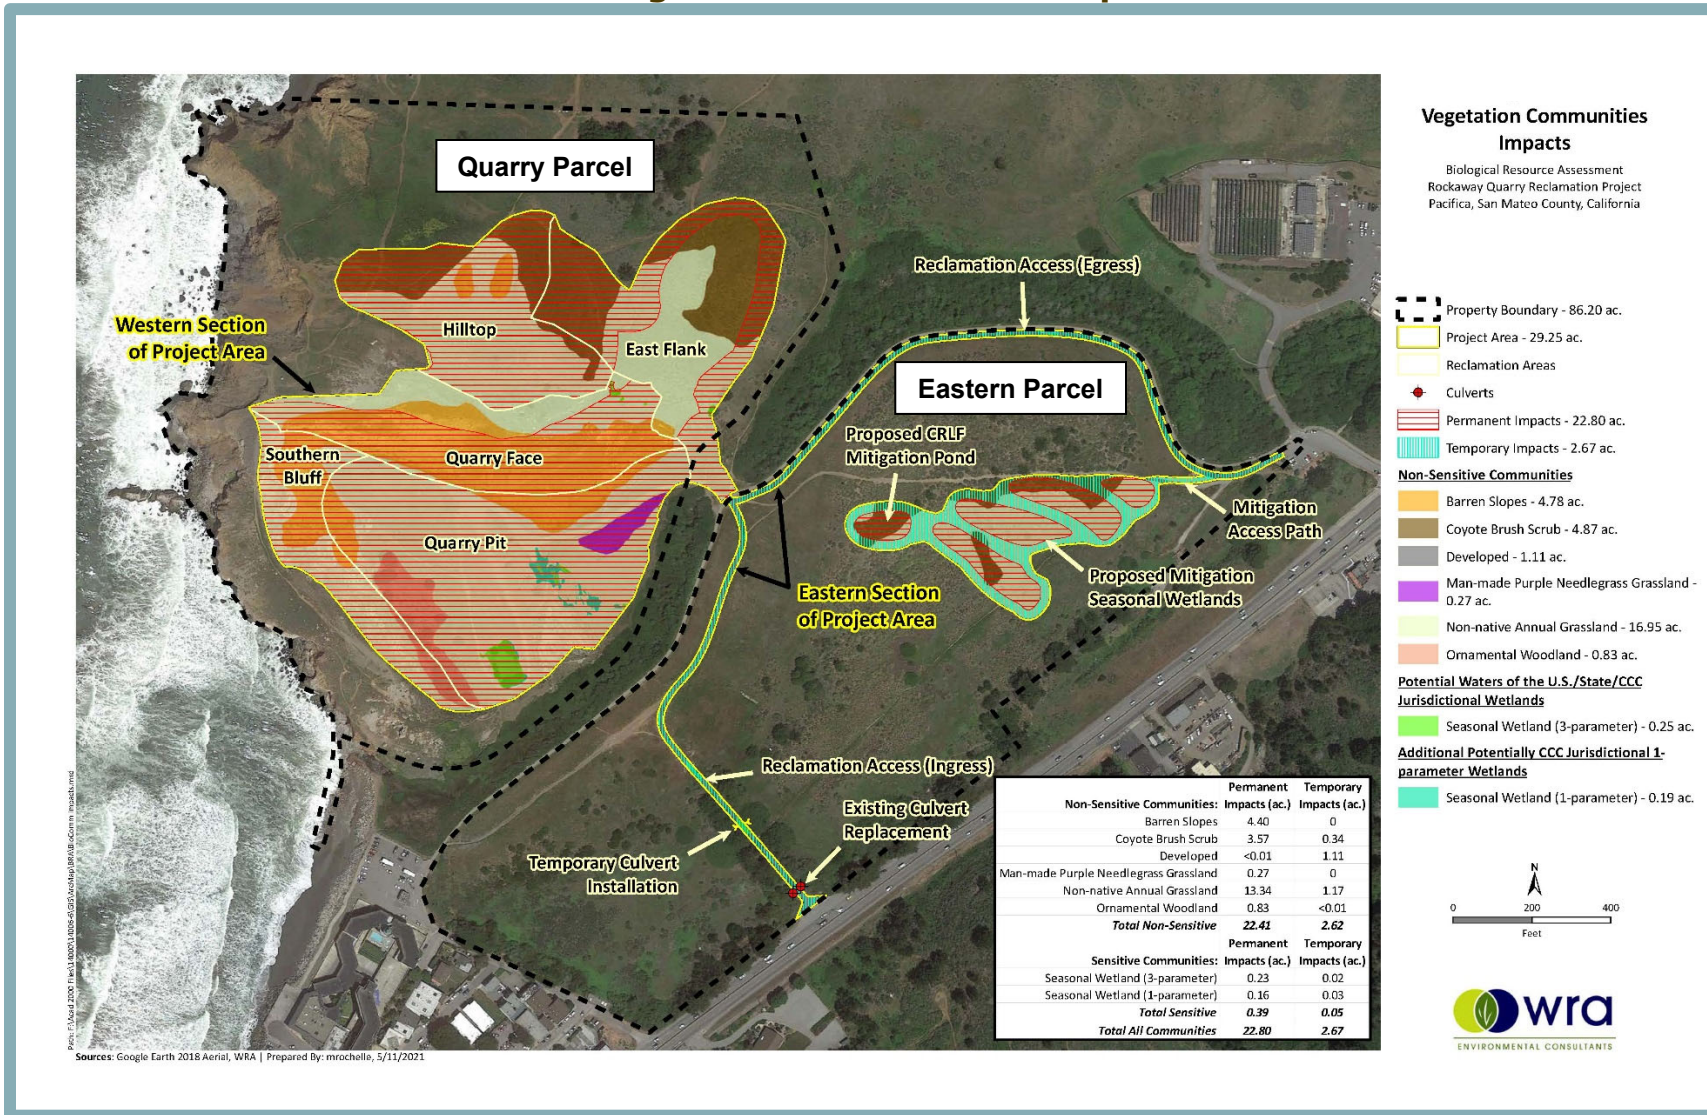 Quarry Parcel
Western Section
of Project Area
Hilltop
East Flank
Southern
Bluff
Quarry Face
Quarry Pit
Reclamation Access (Egress)
Eastern Parcel
Proposed CRLF
Mitigation Pond
Mitigation
Access Path
Proposed Mitigation
Seasonal Wetlands
Eastern Section
of Project Area
Reclamation Access (Ingress)
Existing Culvert
Replacement
Temporary Culvert
Installation
Permanent Temporary
Non-Sensitive Communities: Impacts (ac.) Impacts (ac.)
Barren Slopes 4.40 0
Coyote Brush Scrub 3.57 0.34
Developed <0.01 1.11
Man-made Purple Needlegrass Grassland 0.27 0
Non-native Annual Grassland 13.34 1.17
Ornamental Woodland 0.83 <0.01
Total Non-Sensitive 22.41 2.62
Permanent Temporary
Sensitive Communities: Impacts (ac.) Impacts (ac.)
Seasonal Wetland (3-parameter) 0.23 0.02
Seasonal Wetland (1-parameter) 0.16 0.03
Total Sensitive 0.39 0.05
Total All Communities 22.80 2.67
Sources: Google Earth 2018 Aerial, WRA | Prepared By: mrochelle, 5/11/2021
Vegetation Communities
Impacts
Biological Resource Assessment
Rockaway Quarry Reclamation Project
Pacifica, San Mateo County, California
Property Boundary - 86.20 ac.
Project Area - 29.25 ac.
Reclamation Areas
Culverts
Permanent Impacts - 22.80 ac.
Temporary Impacts - 2.67 ac.
Non-Sensitive Communities
Barren Slopes - 4.78 ac.
Coyote Brush Scrub - 4.87 ac.
Developed - 1.11 ac.
Man-made Purple Needlegrass Grassland -
0.27 ac.
Non-native Annual Grassland - 16.95 ac.
Ornamental Woodland - 0.83 ac.
Potential Waters of the U.S./State/CCC
Jurisdictional Wetlands
Seasonal Wetland (3-parameter) - 0.25 ac.
Additional Potentially CCC Jurisdictional 1-
parameter Wetlands
Seasonal Wetland (1-parameter) - 0.19 ac.
N
0 200 400
Feet
wra
ENVIRONMENTAL CONSULTANTS